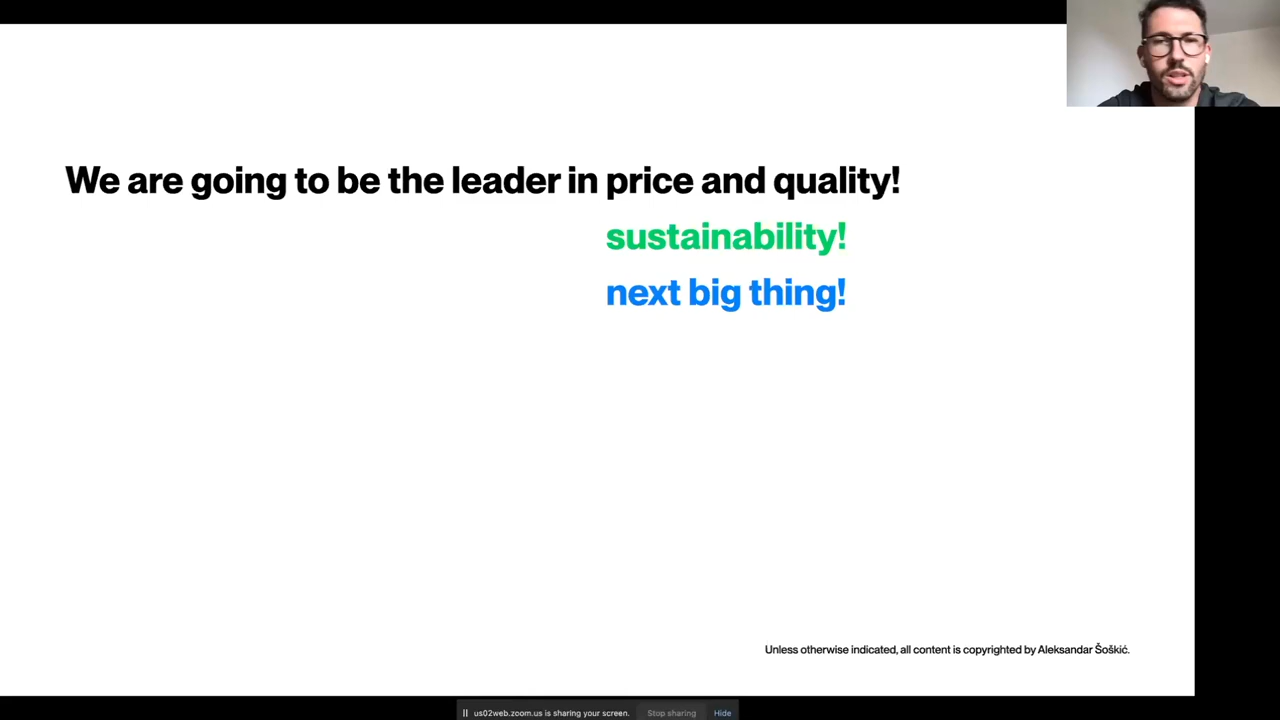 We are going to be the leader in price and quality!
sustainability!
next big thing!
Unless otherwise indicated, all content is copyrighted by Aleksandar Šoškić.
us02web.zoom.us is sharing your screen. Stop sharing Hide